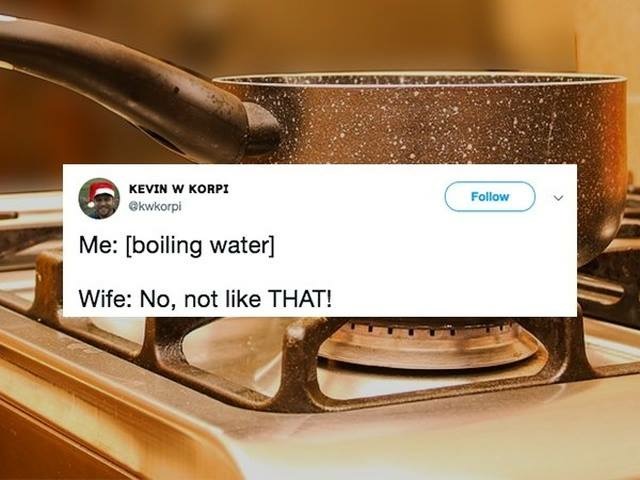 KEVIN W KORPI
@kwkorpi
Follow
Me: [boiling water]
Wife: No, not like THAT!